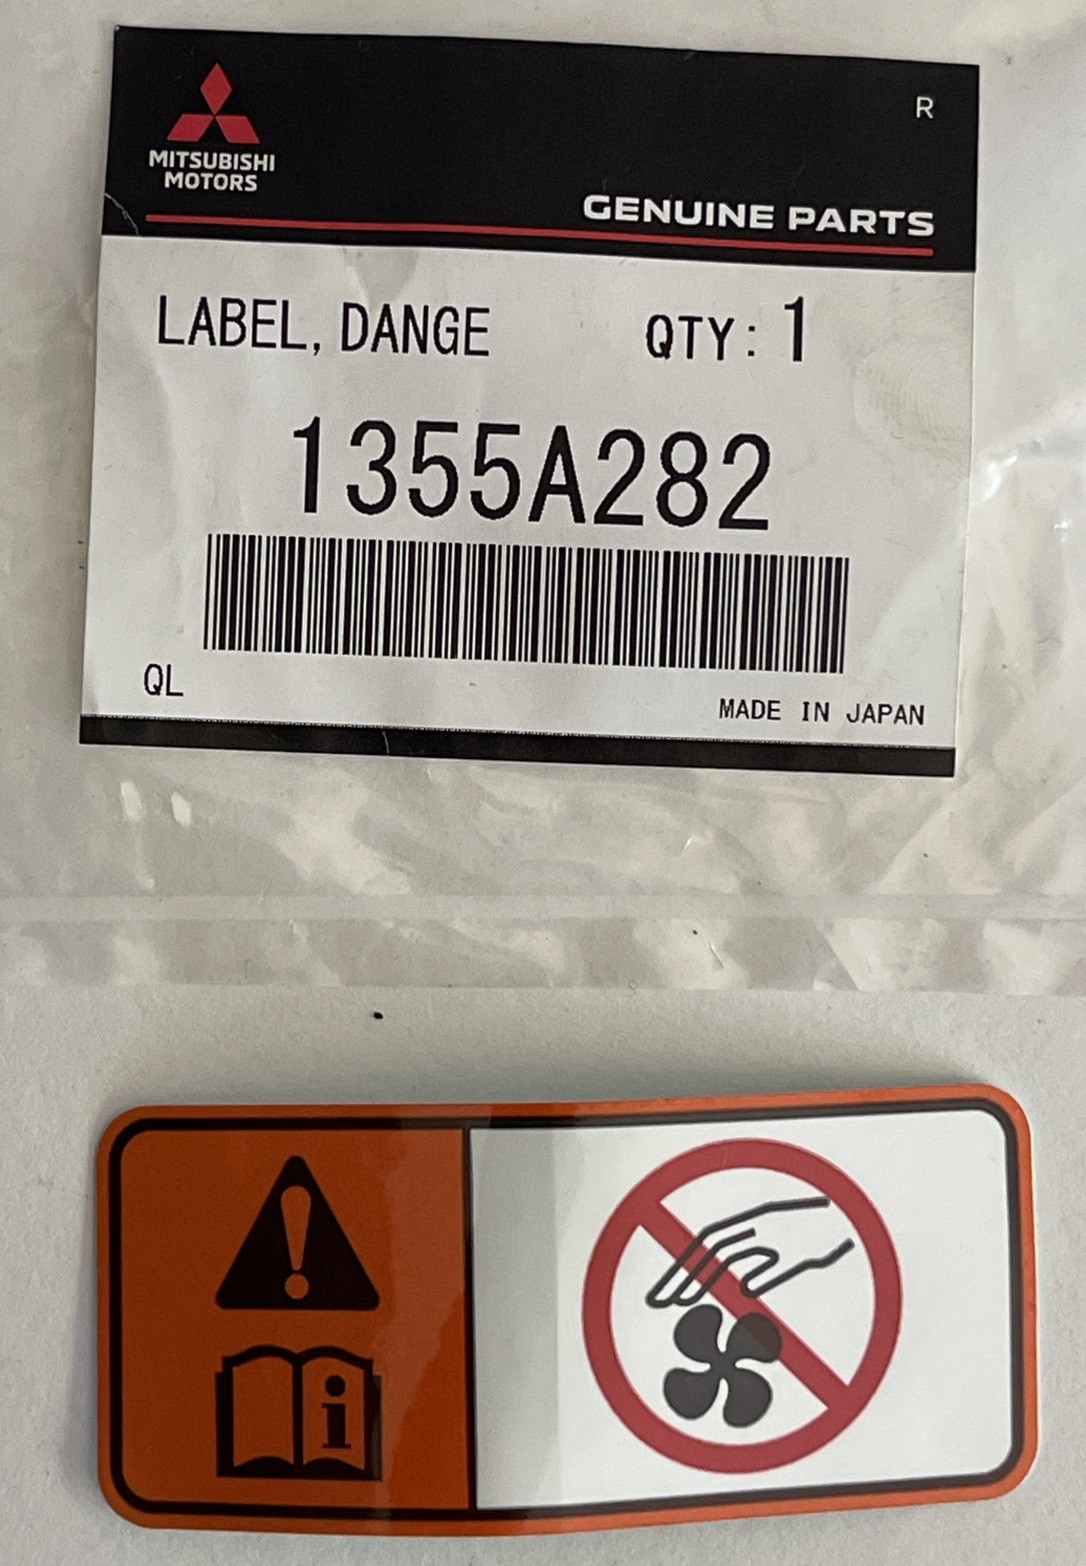 MITSUBISHI
MOTORS
R
GENUINE PARTS
LABEL, DANGE QTY: 1
1355A282
QL
MADE IN JAPAN
!
i